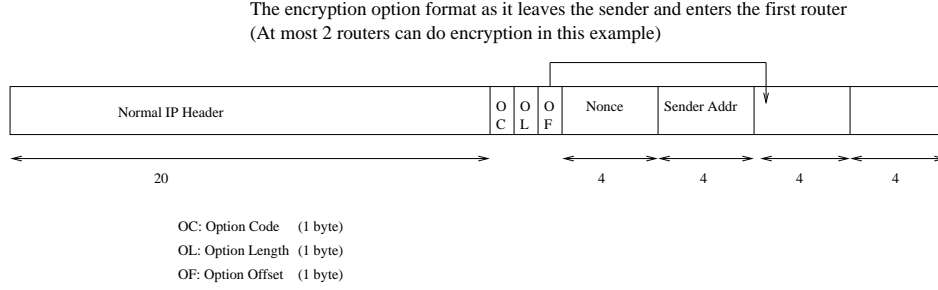 The encryption option format as it leaves the sender and enters the first router
(At most 2 routers can do encryption in this example)
Normal IP Header
O C
O L
O F
Nonce
Sender Addr
20
4
4
4
4
OC: Option Code (1 byte)
OL: Option Length (1 byte)
OF: Option Offset (1 byte)